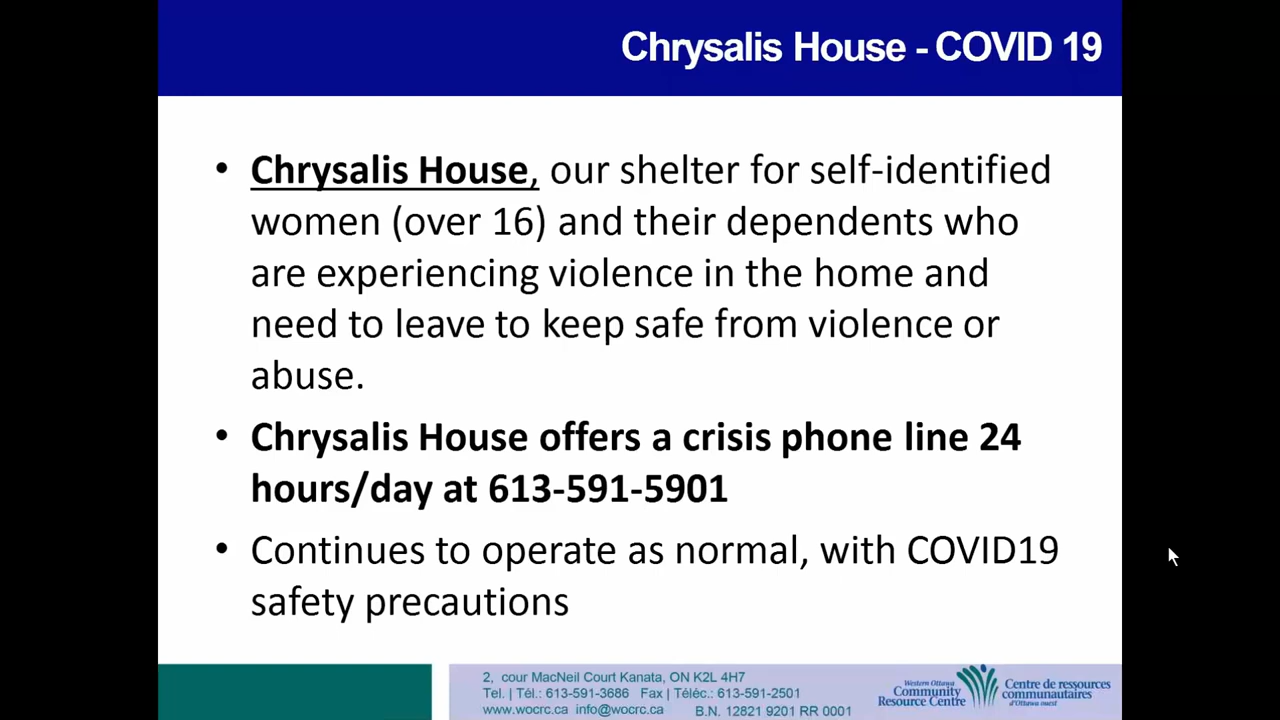 Chrysalis House - COVID 19
• Chrysalis House, our shelter for self-identified
women (over 16) and their dependents who
are experiencing violence in the home and
need to leave to keep safe from violence or
abuse.
• Chrysalis House offers a crisis phone line 24
hours/day at 613-591-5901
• Continues to operate as normal, with COVID19
safety precautions
2, cour MacNeil Court Kanata, ON K2L 4H7
Tel. | Tél.: 613-591-3686 Fax | Téléc.: 613-591-2501
www.wocrc.ca info@wocrc.ca B.N. 12821 9201 RR 0001
Western Ottawa
Community
Resource Centre
Centre de ressources
communautaires
d'Ottawa ouest